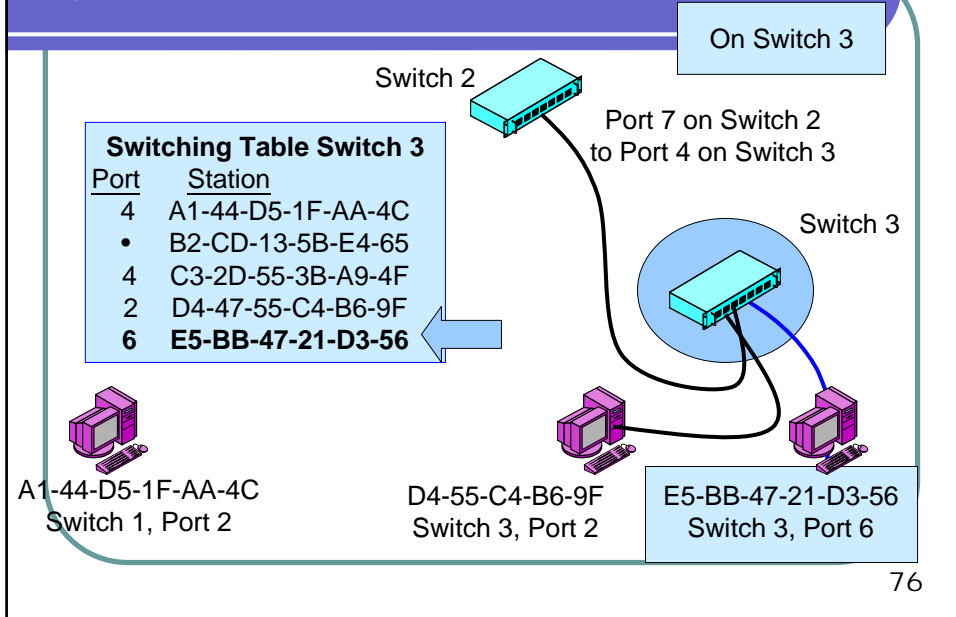 On Switch 3
Switch 2
Port 7 on Switch 2
to Port 4 on Switch 3
Switching Table Switch 3
Port Station
4 A1-44-D5-1F-AA-4C
• B2-CD-13-5B-E4-65
4 C3-2D-55-3B-A9-4F
2 D4-47-55-C4-B6-9F
6 E5-BB-47-21-D3-56
Switch 3
A1-44-D5-1F-AA-4C
Switch 1, Port 2
D4-55-C4-B6-9F
Switch 3, Port 2
E5-BB-47-21-D3-56
Switch 3, Port 6
76